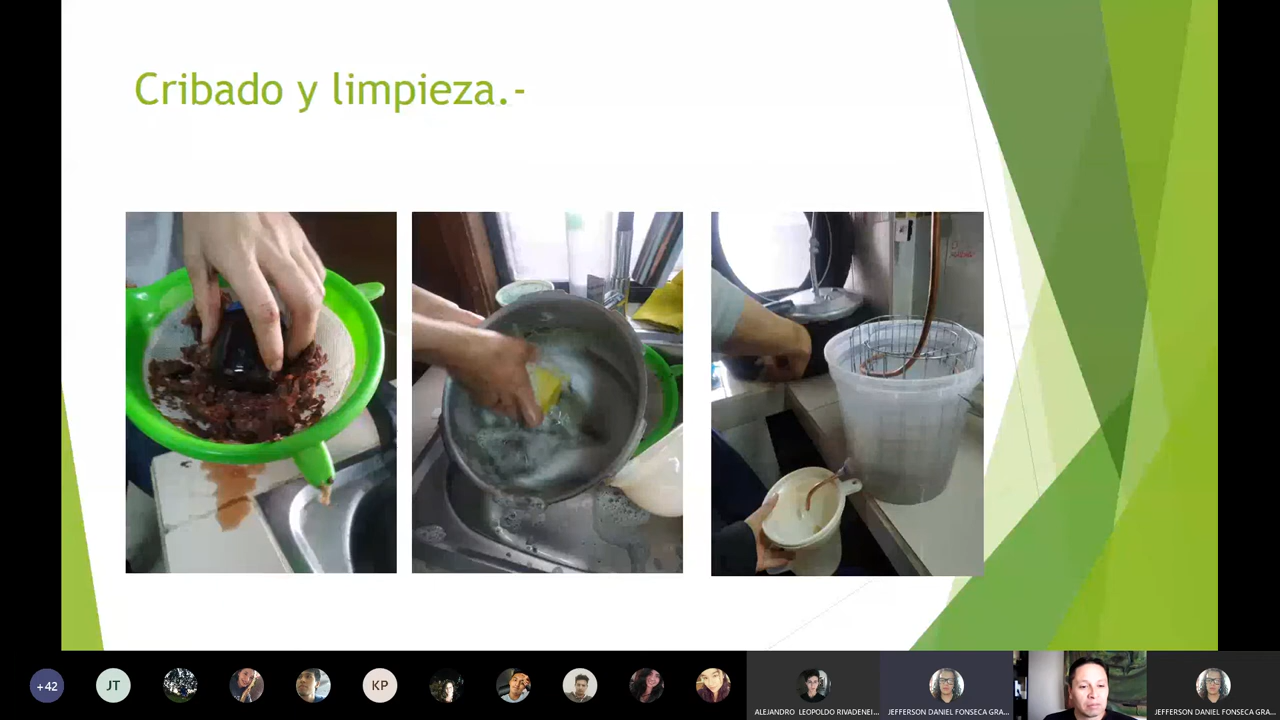 Cribado y limpieza.-
+42
JT
KP
ALEJANDRO LEOPOLDO RIVADENEI...
JEFFERSON DANIEL FONSECA GRA...
JEFFERSON DANIEL FONSECA GRA...